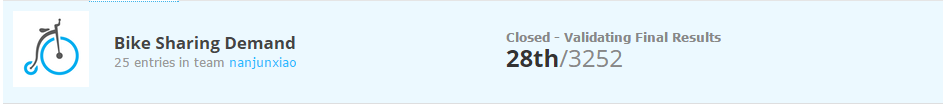 Bike Sharing Demand
25 entries in team nanjunxiao
Closed - Validating Final Results
28th/3252